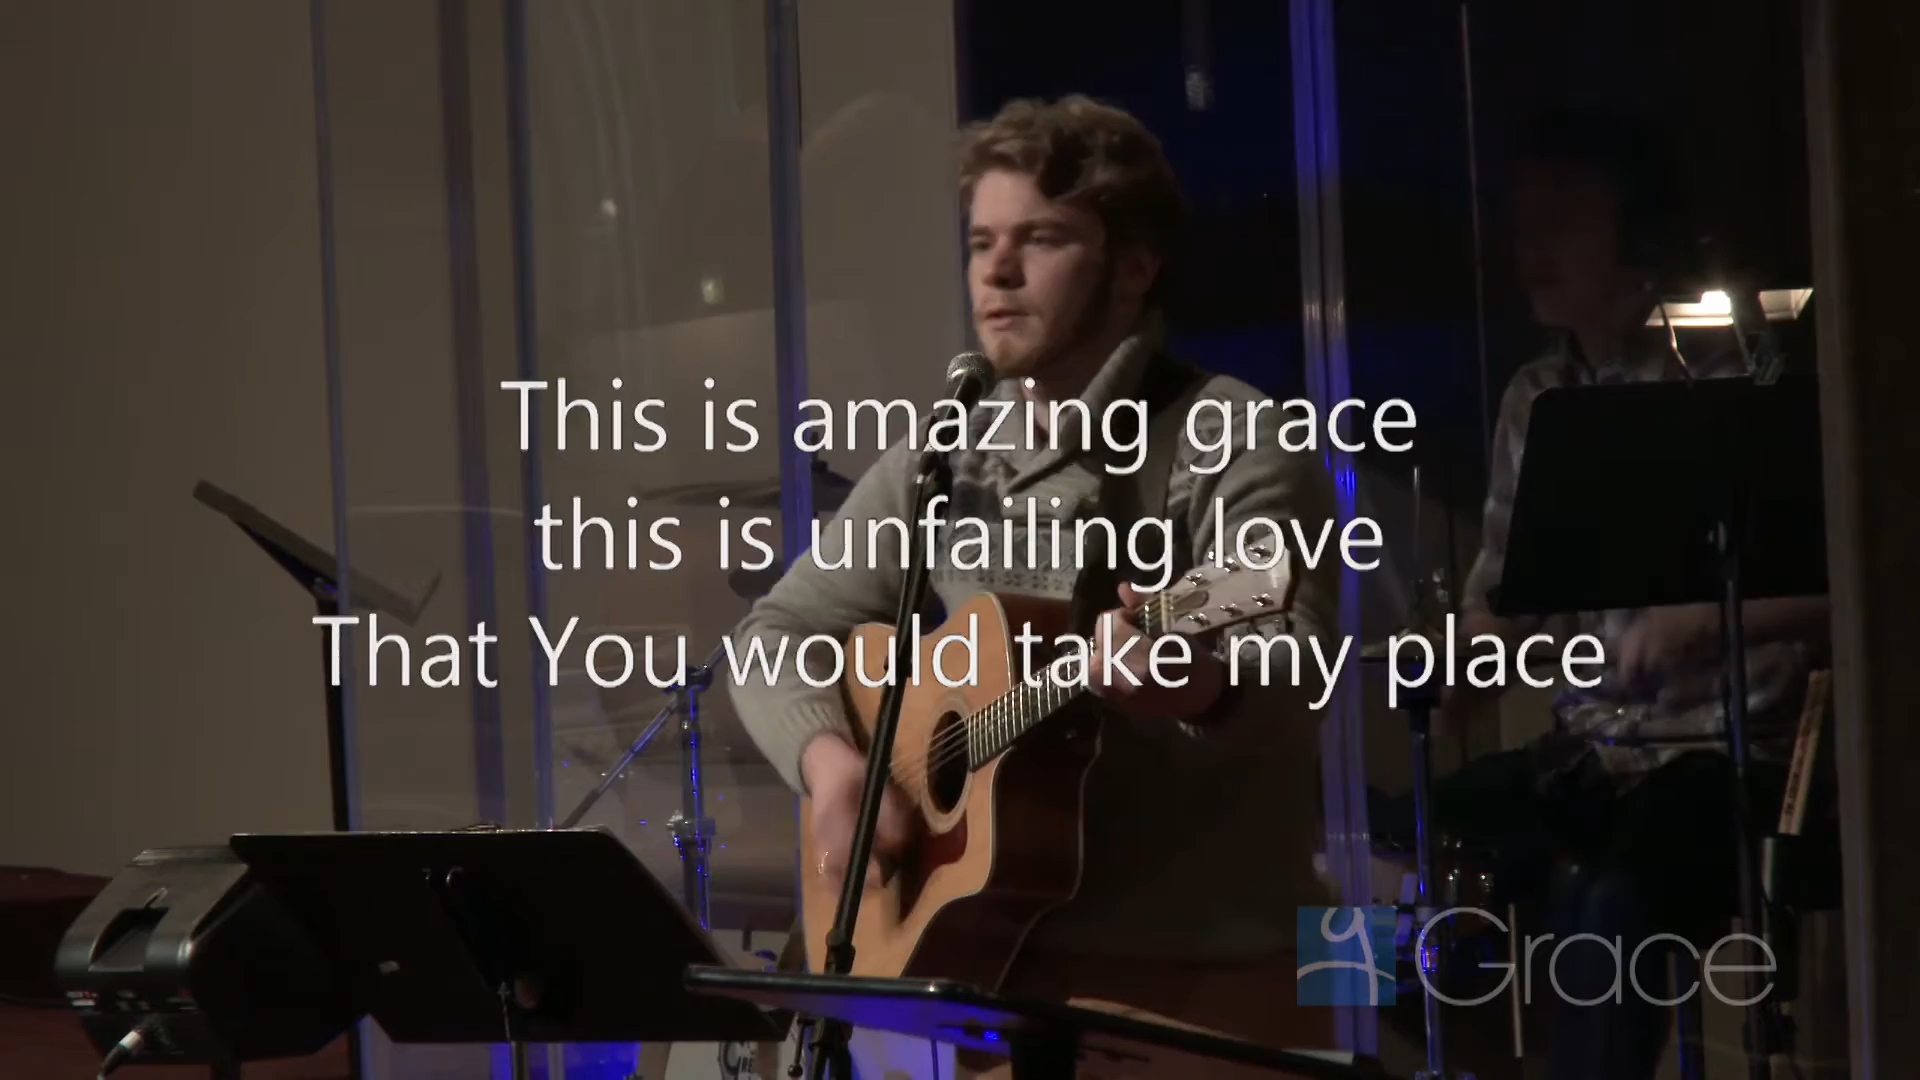 This is amazing grace
this is unfailing love
That You would take my place
Grace